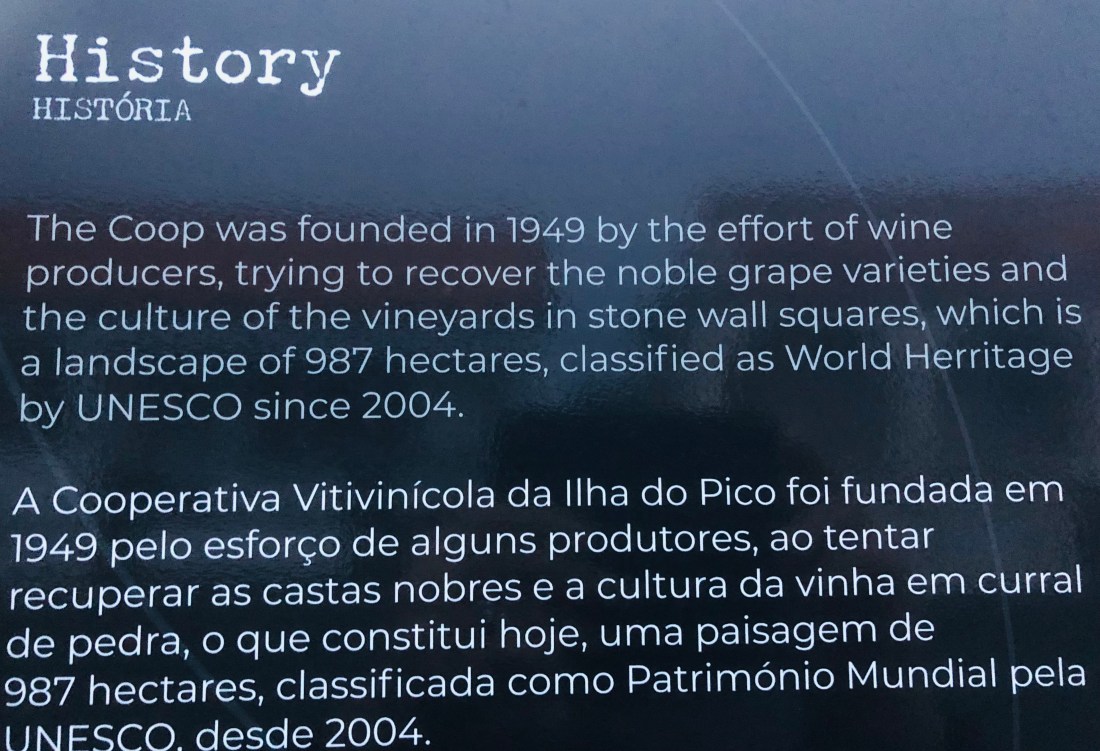 History
HISTÓRIA
The Coop was founded in 1949 by the effort of wine
producers, trying to recover the noble grape varieties and
the culture of the vineyards in stone wall squares, which is
a landscape of 987 hectares, classified as World Herritage
by UNESCO since 2004.
A Cooperativa Vitivinícola da Ilha do Pico foi fundada em
1949 pelo esforço de alguns produtores, ao tentar
recuperar as castas nobres e a cultura da vinha em curral
de pedra, o que constitui hoje, uma paisagem de
987 hectares, classificada como Património Mundial pela
UNESCO, desde 2004.